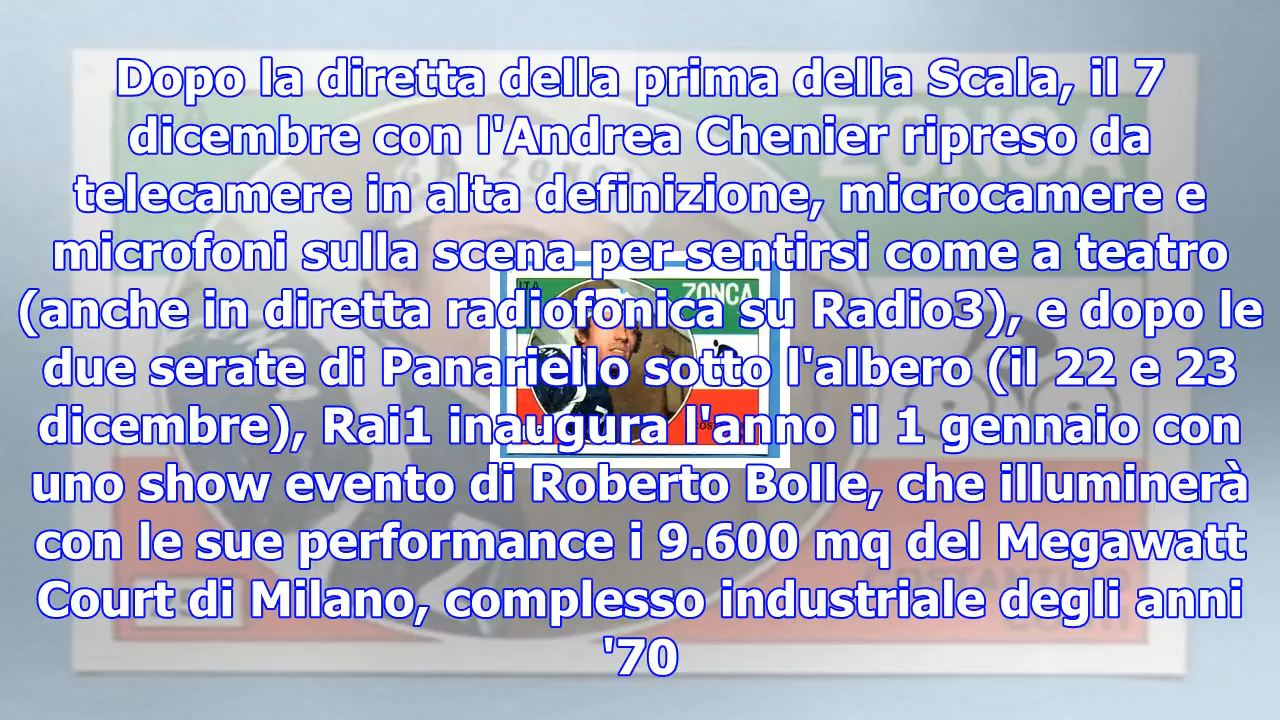 Dopo la diretta della prima della Scala, il 7
dicembre con l'Andrea Chenier ripreso da
telecamere in alta definizione, microcamere e
microfoni sulla scena per sentirsi come a teatro
(anche in diretta radiofonica su Radio3), e dopo le
due serate di Panariello sotto l'albero (il 22 e 23
dicembre), Rai1 inaugura l'anno il 1 gennaio con
uno show evento di Roberto Bolle, che illuminerà
con le sue performance i 9.600 mq del Megawatt
Court di Milano, complesso industriale degli anni
'70
ITA
ZONCA